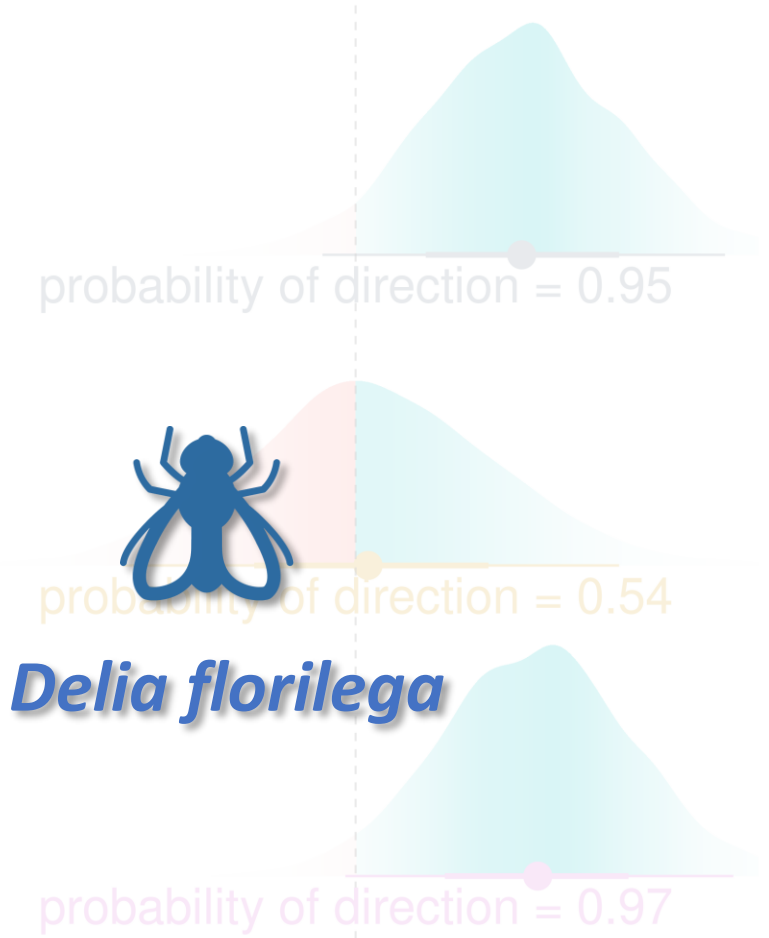 probability of direction = 0.95
probability of direction = 0.54
Delia florilega
probability of direction = 0.97